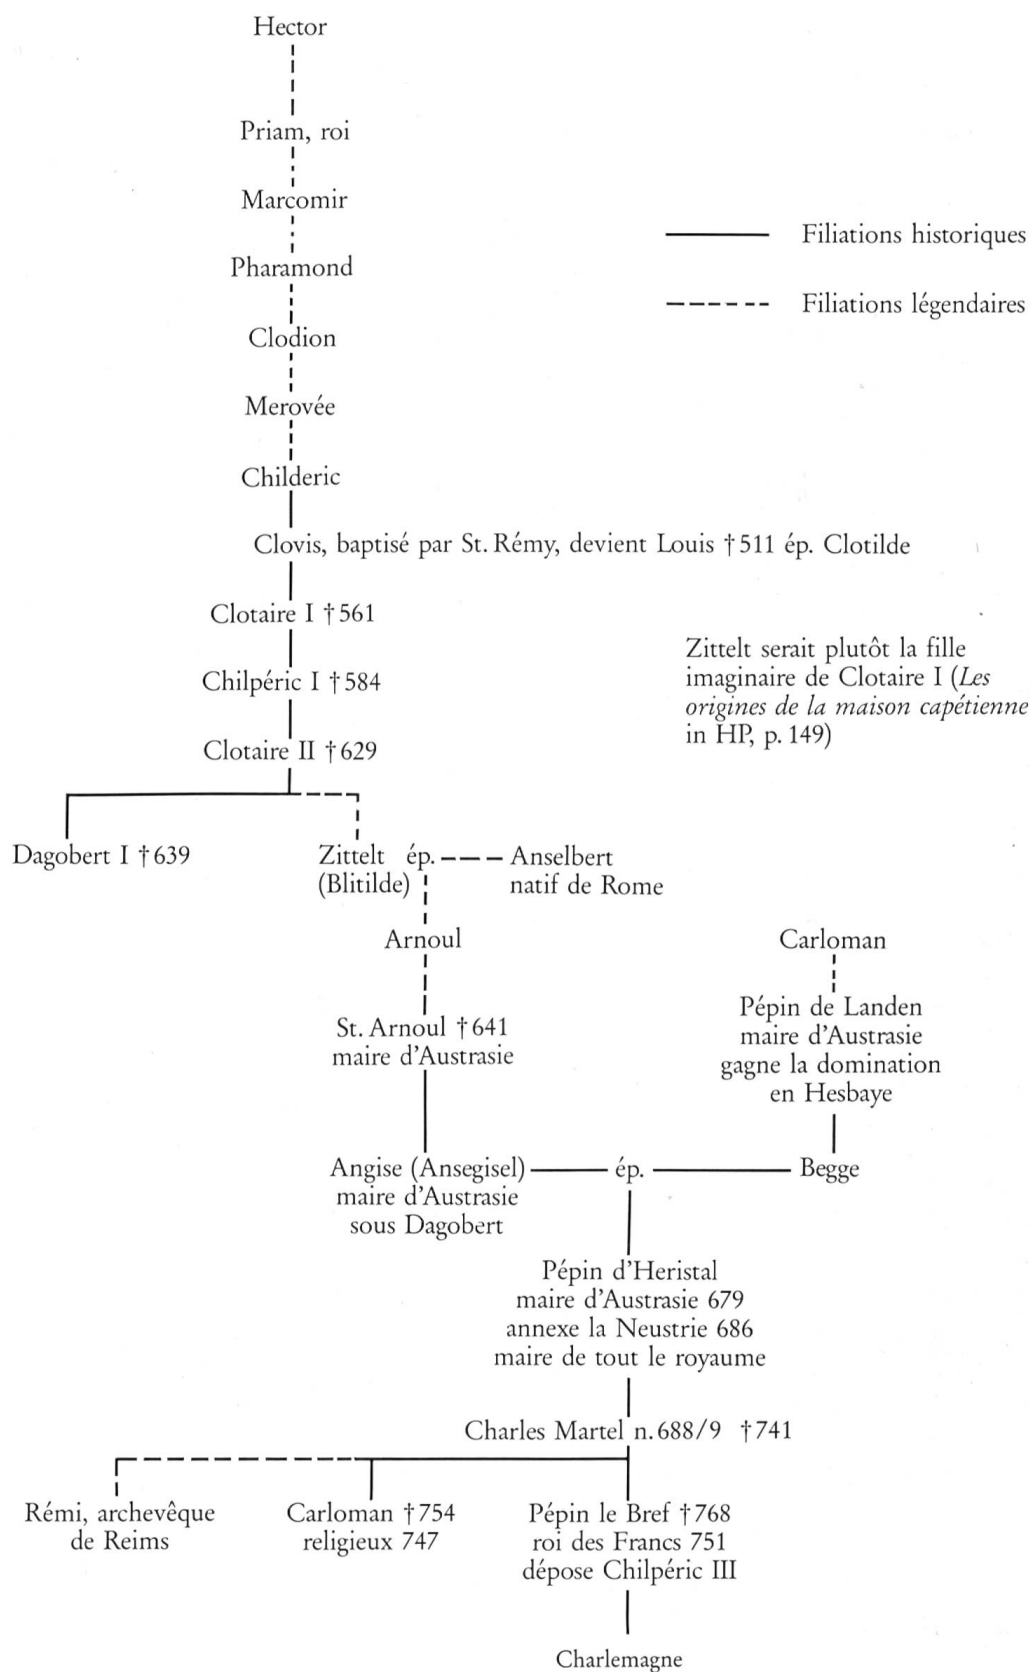 Hector
Priam, roi
Marcomir
Filiations historiques
Pharamond
Filiations légendaires
Clodion
Merovée
Childeric
Clovis, baptisé par St. Rémy, devient Louis †511 ép. Clotilde
Clotaire I †561
Zittelt serait plutôt la fille
imaginaire de Clotaire I (Les
origines de la maison capétienne
in HP, p. 149)
Chilpéric I †584
Clotaire II †629
Dagobert I †639
Zittelt ép.
(Blitilde)
Anselbert
natif de Rome
Arnoul
Carloman
St. Arnoul †641
maire d'Austrasie
Pépin de Landen
maire d'Austrasie
gagne la domination
en Hesbaye
Angise (Ansegisel)
maire d'Austrasie
sous Dagobert
ép.
Begge
Pépin d'Heristal
maire d'Austrasie 679
annexe la Neustrie 686
maire de tout le royaume
Charles Martel n. 688/9 †741
Rémi, archevêque
de Reims
Carloman †754
religieux 747
Pépin le Bref †768
roi des Francs 751
dépose Chilpéric III
Charlemagne